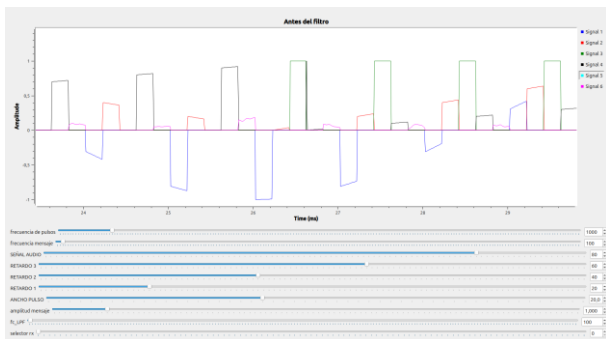 Antes del filtro
Signal 1
Signal 2
Signal 3
Signal 4
Signal 5
Signal 6
Amplitude
1
0,5
0
-0,5
-1
24 25 26 27 28 29
Time (ms)
frecuencia de pulsos 1000
frecuencia mensaje 100
SEÑAL AUDIO 80
RETARDO 3 60
RETARDO 2 40
RETARDO 1 20
ANCHO PULSO 20,0
amplitud mensaje 1,000
fc_LPF 100
selector rx 0